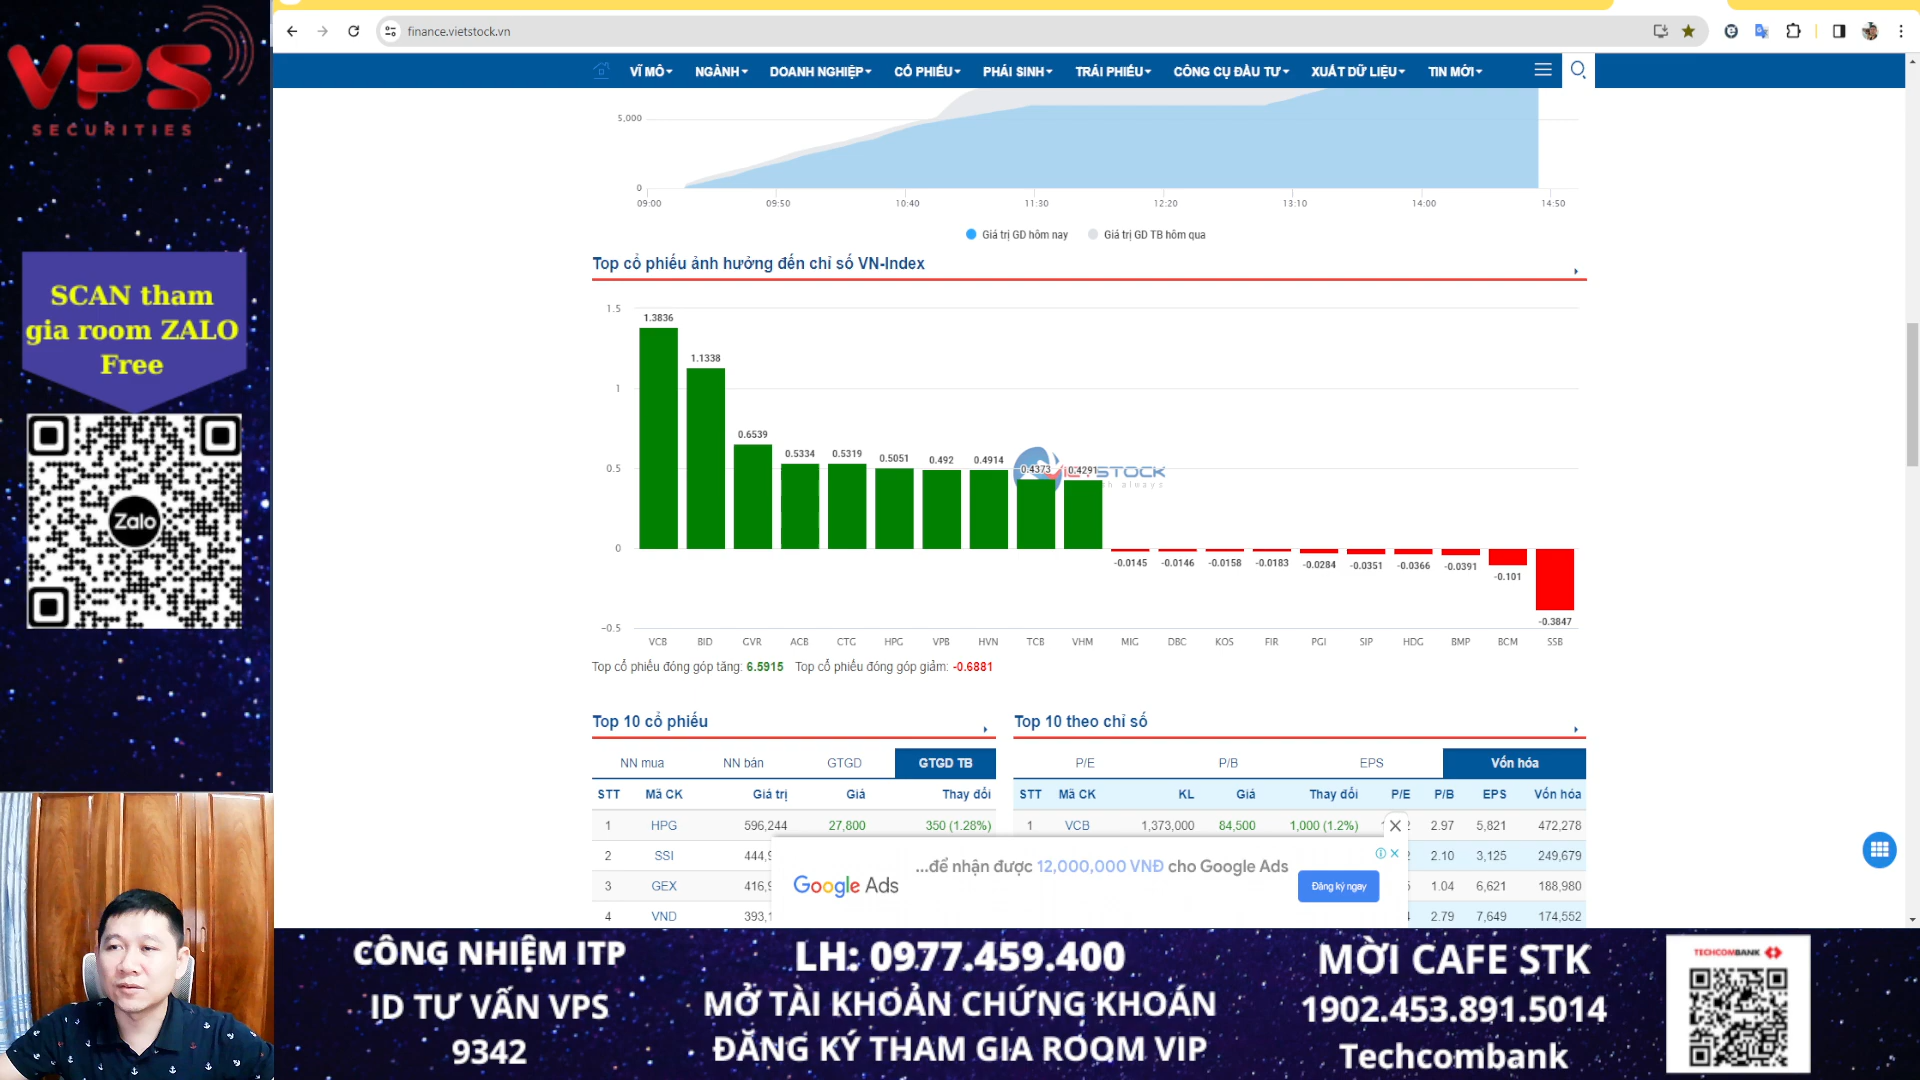 VPS
SECURITIES
SCAN tham
gia room ZALO
Free
Zalo
finance.vietstock.vn
VĨ MÔ NGÀNH DOANH NGHIỆP CỔ PHIẾU PHÁI SINH TRÁI PHIẾU CÔNG CỤ ĐẦU TƯ XUẤT DỮ LIỆU TIN MỚI
5,000
0
09:00 09:50 10:40 11:30 12:20 13:10 14:00 14:50
Giá trị GD hôm nay Giá trị GD TB hôm qua
Top cổ phiếu ảnh hưởng đến chỉ số VN-Index
1.5
1
0.5
0
-0.5
1.3836 1.1338 0.6539 0.5334 0.5319 0.5051 0.492 0.4914 0.4373 0.4291
-0.0145 -0.0146 -0.0158 -0.0183 -0.0284 -0.0351 -0.0366 -0.0391 -0.101 -0.3847
VCB BID GVR ACB CTG HPG VPB HVN TCB VHM MIG DBC KOS FIR PGI SIP HDG BMP BCM SSB
Top cổ phiếu đóng góp tăng: 6.5915 Top cổ phiếu đóng góp giảm: -0.6881
Top 10 cổ phiếu
NN mua NN bán GTGD GTGD TB
STT Mã CK Giá trị Giá Thay đổi
1 HPG 596,244 27,800 350 (1.28%)
2 SSI
3 GEX
4 VND
Top 10 theo chỉ số
P/E P/B EPS Vốn hóa
STT Mã CK KL Giá Thay đổi P/E P/B EPS Vốn hóa
1 VCB 1,373,000 84,500 1,000 (1.2%) 2.97 5,821 472,278
2.10 3,125 249,679
1.04 6,621 188,980
2.79 7,649 174,552
...để nhận được 12,000,000 VNĐ cho Google Ads
Google Ads
Đăng ký ngay
CÔNG NHIỆM ITP
ID TƯ VẤN VPS
9342
LH: 0977.459.400
MỞ TÀI KHOẢN CHỨNG KHOÁN
ĐĂNG KÝ THAM GIA ROOM VIP
MỜI CAFE STK
1902.453.891.5014
Techcombank
TECHCOMBANK